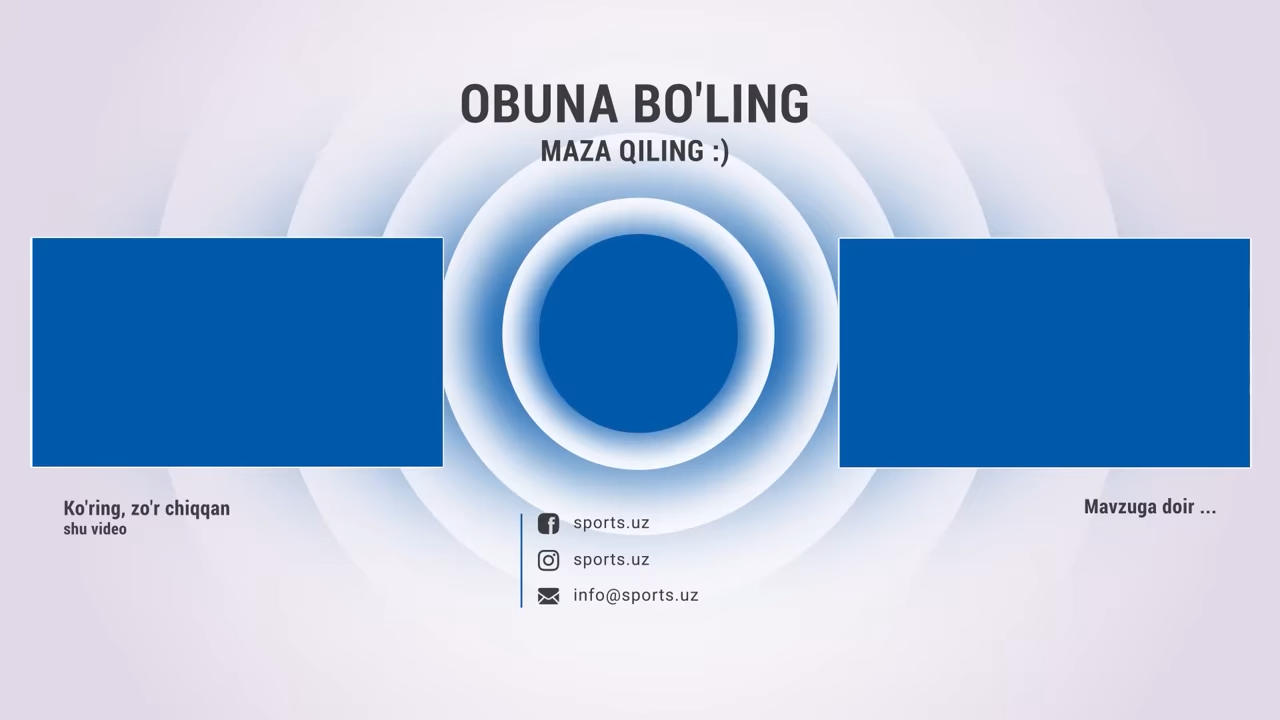 OBUNA BO'LING
MAZA QILING :)
Ko'ring, zo'r chiqqan
shu video
Mavzuga doir ...
sports.uz
sports.uz
info@sports.uz